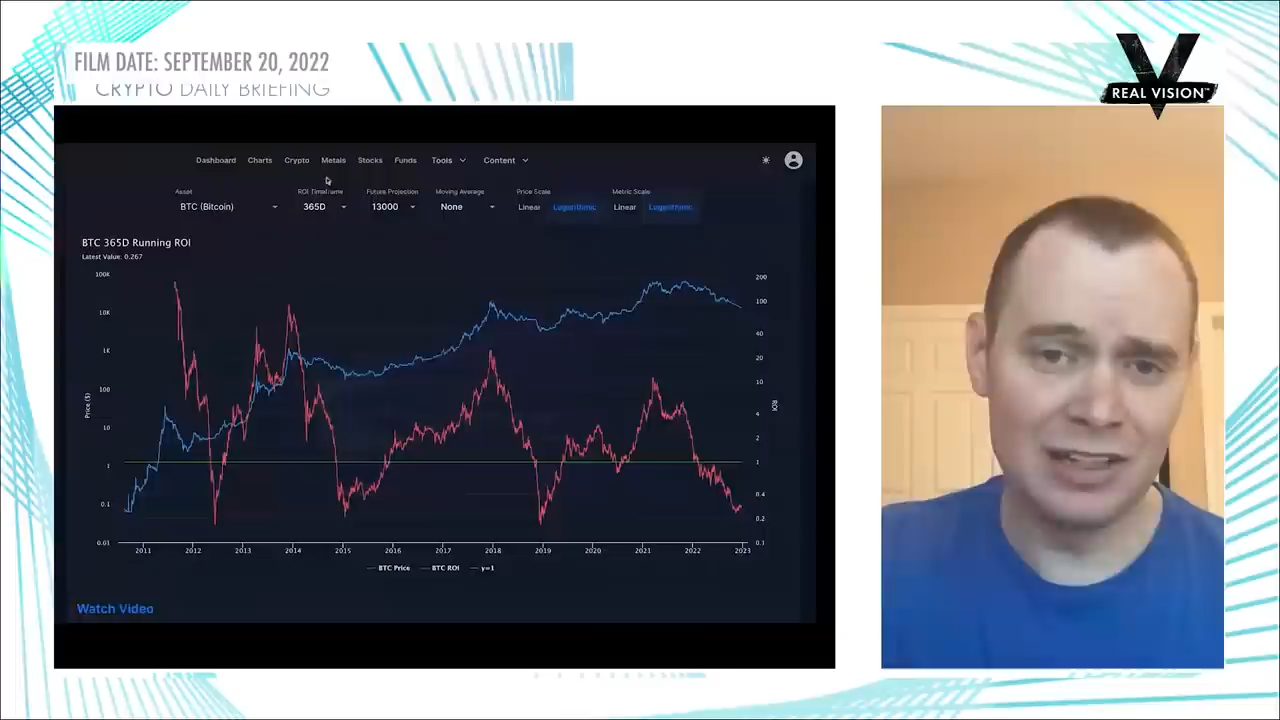 FILM DATE: SEPTEMBER 20, 2022
CRYPTO DAILY BRIEFING
REAL VISION™
Dashboard Charts Crypto Metals Stocks Funds Tools Content
Asset ROI Timeframe Future Projection Moving Average Price Scale Metric Scale
BTC (Bitcoin) 365D 13000 None Linear Logarithmic Linear Logarithmic
BTC 365D Running ROI
Latest Value: 0.267
100K 200
10K 100
40
1K 20
100 10
4
10 2
1 1
0.4
0.1 0.2
0.01 0.1
Price ($)
ROI
2011 2012 2013 2014 2015 2016 2017 2018 2019 2020 2021 2022 2023
BTC Price BTC ROI y=1
Watch Video